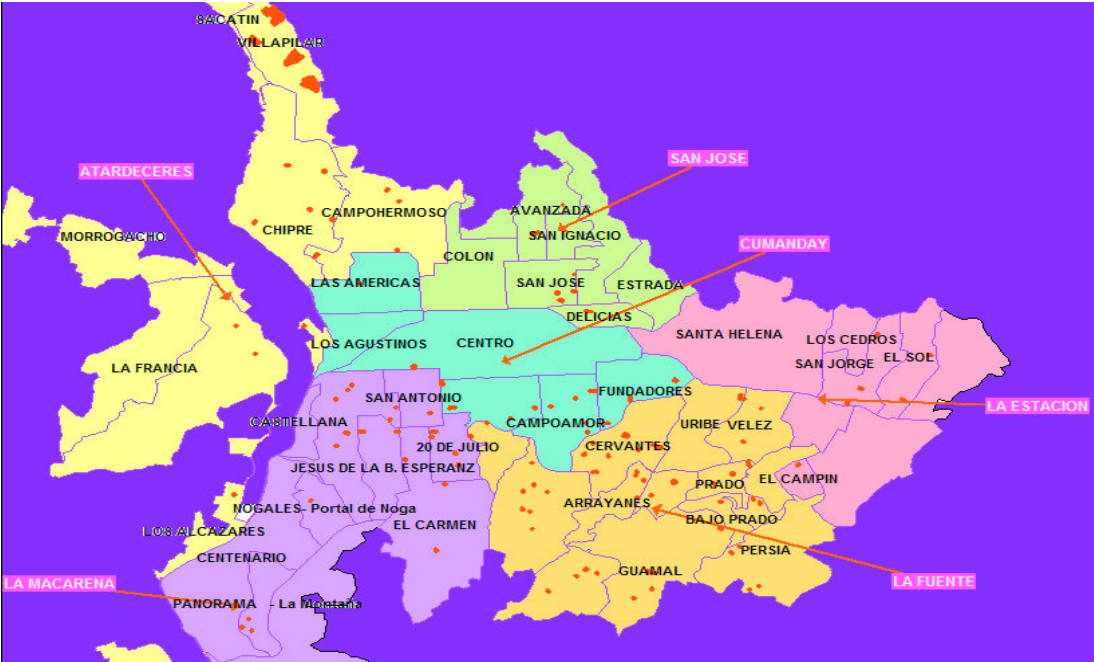 SACATIN
VILLAPILAR
ATARDECERES
SAN JOSE
MORROGACHO
CHIPRE
CAMPOHERMOSO
AVANZADA
SAN IGNACIO
CUMANDAY
COLON
LAS AMERICAS
SAN JOSE
ESTRADA
DELICIAS
LOS AGUSTINOS
CENTRO
SANTA HELENA
LOS CEDROS
SAN JORGE
EL SOL
LA FRANCIA
SAN ANTONIO
FUNDADORES
LA ESTACION
CASTELLANA
CAMPOAMOR
URIBE
VELEZ
20 DE JULIO
CERVANTES
JESUS DE LA B. ESPERANZ
PRADO
EL CAMPIN
NOGALES- Portal de Noga
ARRAYANES
LOS ALCAZARES
EL CARMEN
BAJO PRADO
CENTENARIO
PERSIA
LA MACARENA
GUAMAL
LA FUENTE
PANORAMA - La Montaña